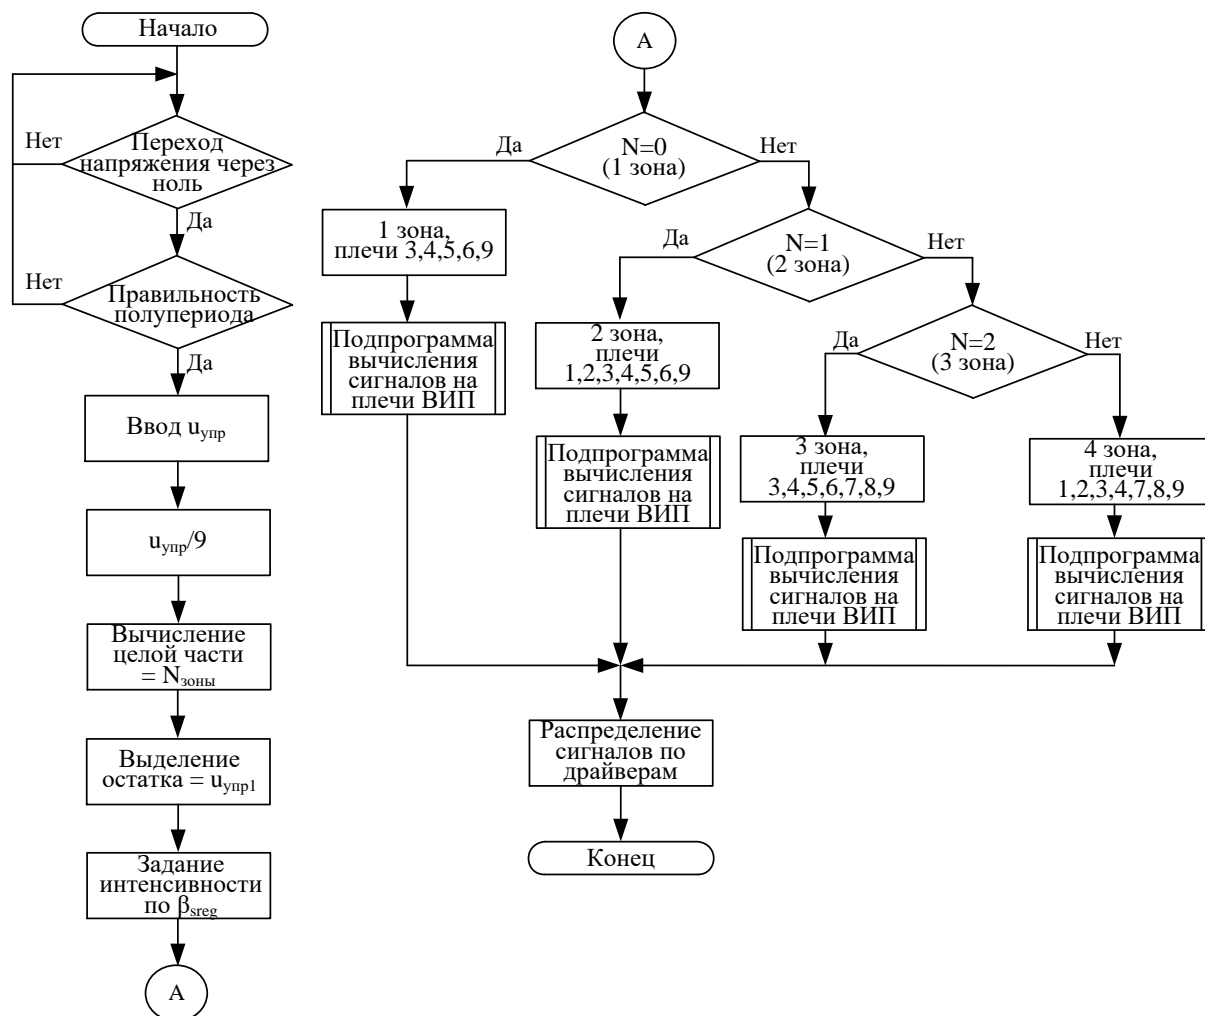 Начало
Нет
Переход
напряжения через
ноль
Да
Нет
Правильность
полупериода
Да
Ввод uупр
uупр/9
Вычисление
целой части
= Nзоны
Выделение
остатка = uупр1
Задание
интенсивности
по βsreg
А
А
Да
N=0
(1 зона)
Нет
1 зона,
плечи 3,4,5,6,9
Подпрограмма
вычисления
сигналов на
плечи ВИП
Да
N=1
(2 зона)
Нет
2 зона,
плечи
1,2,3,4,5,6,9
Подпрограмма
вычисления
сигналов на
плечи ВИП
Да
N=2
(3 зона)
Нет
3 зона,
плечи
3,4,5,6,7,8,9
Подпрограмма
вычисления
сигналов на
плечи ВИП
4 зона,
плечи
1,2,3,4,7,8,9
Подпрограмма
вычисления
сигналов на
плечи ВИП
Распределение
сигналов по
драйверам
Конец